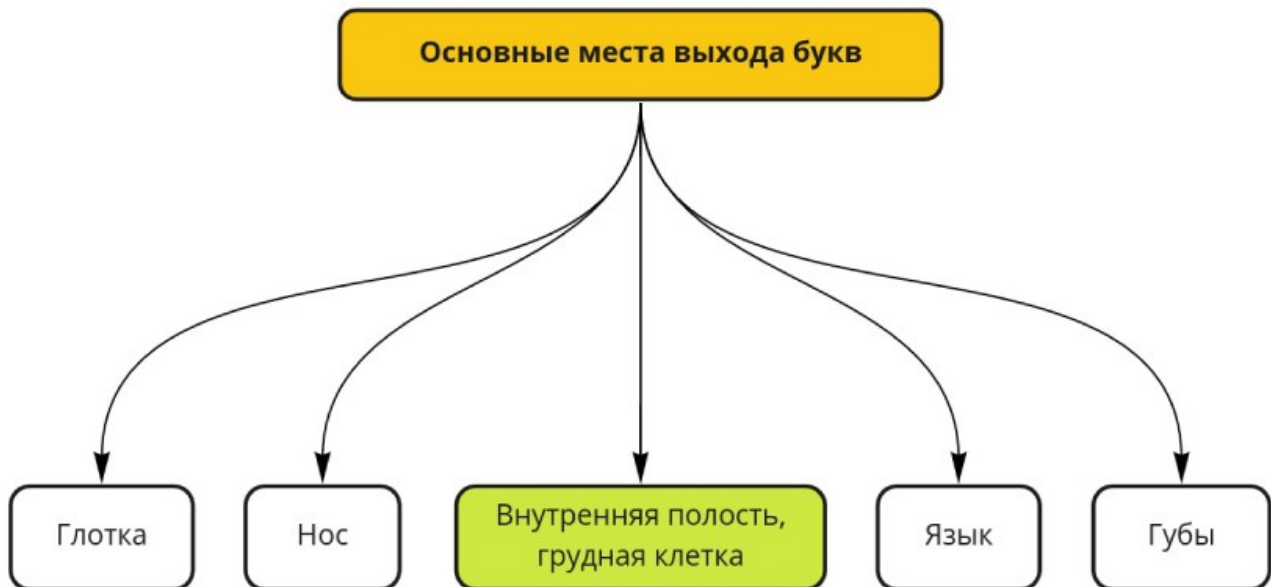 Основные места выхода букв
Глотка
Нос
Внутренняя полость,
грудная клетка
Язык
Губы